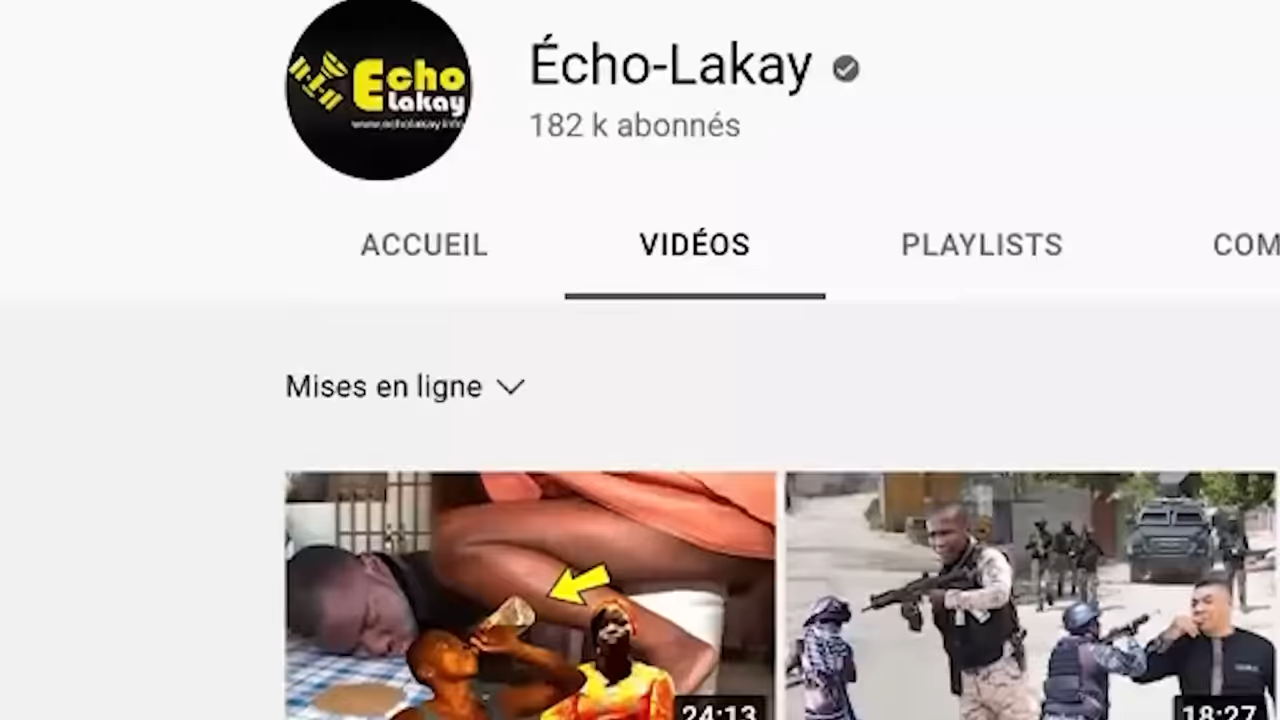 Écho
Lakay
www.echolakay.info
Écho-Lakay
182 k abonnés
ACCUEIL
VIDÉOS
PLAYLISTS
COM
Mises en ligne
24:13
18:27